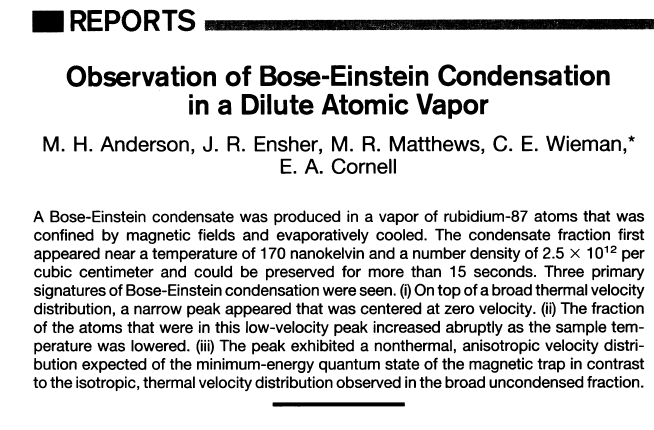 REPORTS
Observation of Bose-Einstein Condensation
in a Dilute Atomic Vapor
M. H. Anderson, J. R. Ensher, M. R. Matthews, C. E. Wieman,*
E. A. Cornell
A Bose-Einstein condensate was produced in a vapor of rubidium-87 atoms that was
confined by magnetic fields and evaporatively cooled. The condensate fraction first
appeared near a temperature of 170 nanokelvin and a number density of 2.5 × 10¹² per
cubic centimeter and could be preserved for more than 15 seconds. Three primary
signatures of Bose-Einstein condensation were seen. (i) On top of a broad thermal velocity
distribution, a narrow peak appeared that was centered at zero velocity. (ii) The fraction
of the atoms that were in this low-velocity peak increased abruptly as the sample tem-
perature was lowered. (iii) The peak exhibited a nonthermal, anisotropic velocity distri-
bution expected of the minimum-energy quantum state of the magnetic trap in contrast
to the isotropic, thermal velocity distribution observed in the broad uncondensed fraction.